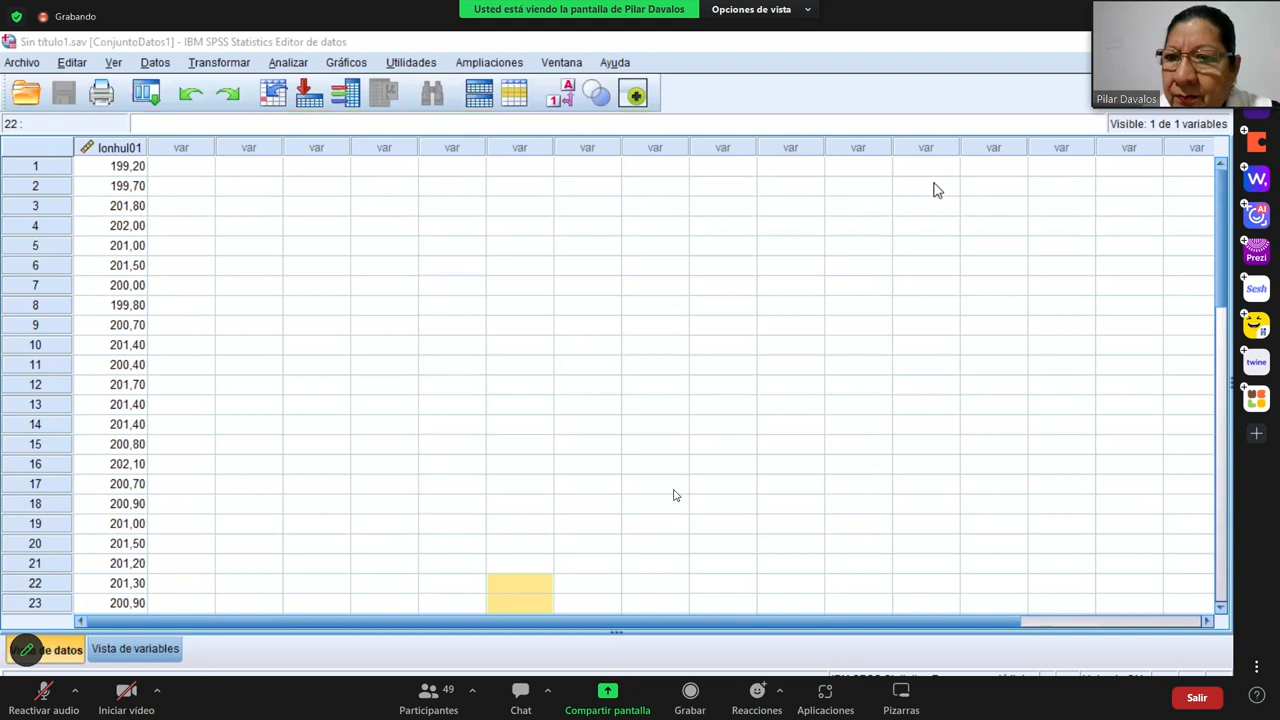 Grabando
Usted está viendo la pantalla de Pilar Davalos
Opciones de vista
Sin título1.sav [ConjuntoDatos1] - IBM SPSS Statistics Editor de datos
Archivo Editar Ver Datos Transformar Analizar Gráficos Utilidades Ampliaciones Ventana Ayuda
Pilar Davalos
22 :
Visible: 1 de 1 variables
lonhul01 var var var var var var var var var var var var var var var var
1 199,20
2 199,70
3 201,80
4 202,00
5 201,00
6 201,50
7 200,00
8 199,80
9 200,70
10 201,40
11 200,40
12 201,70
13 201,40
14 201,40
15 200,80
16 202,10
17 200,70
18 200,90
19 201,00
20 201,50
21 201,20
22 201,30
23 200,90
W,
AI
Prezi
Sesh
twine
de datos
Vista de variables
Reactivar audio
Iniciar video
49
Participantes
Chat
Compartir pantalla
Grabar
Reacciones
Aplicaciones
Pizarras
Salir